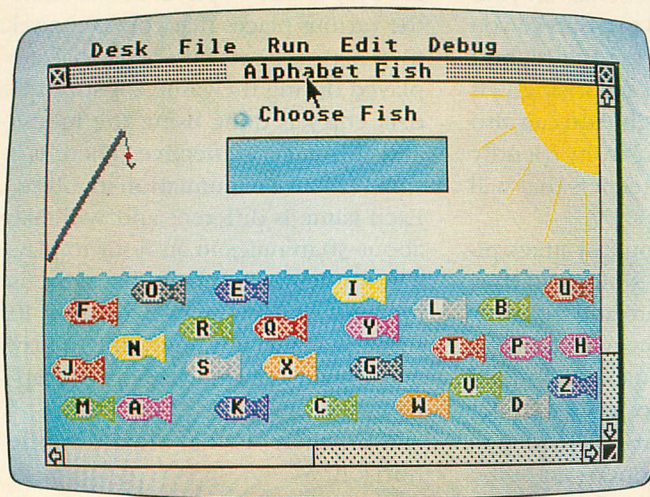 Desk File Run Edit Debug
Alphabet Fish
Choose Fish
O E I U
F L B
R Q Y
N T P H
J S X G
V Z
M A K C W D